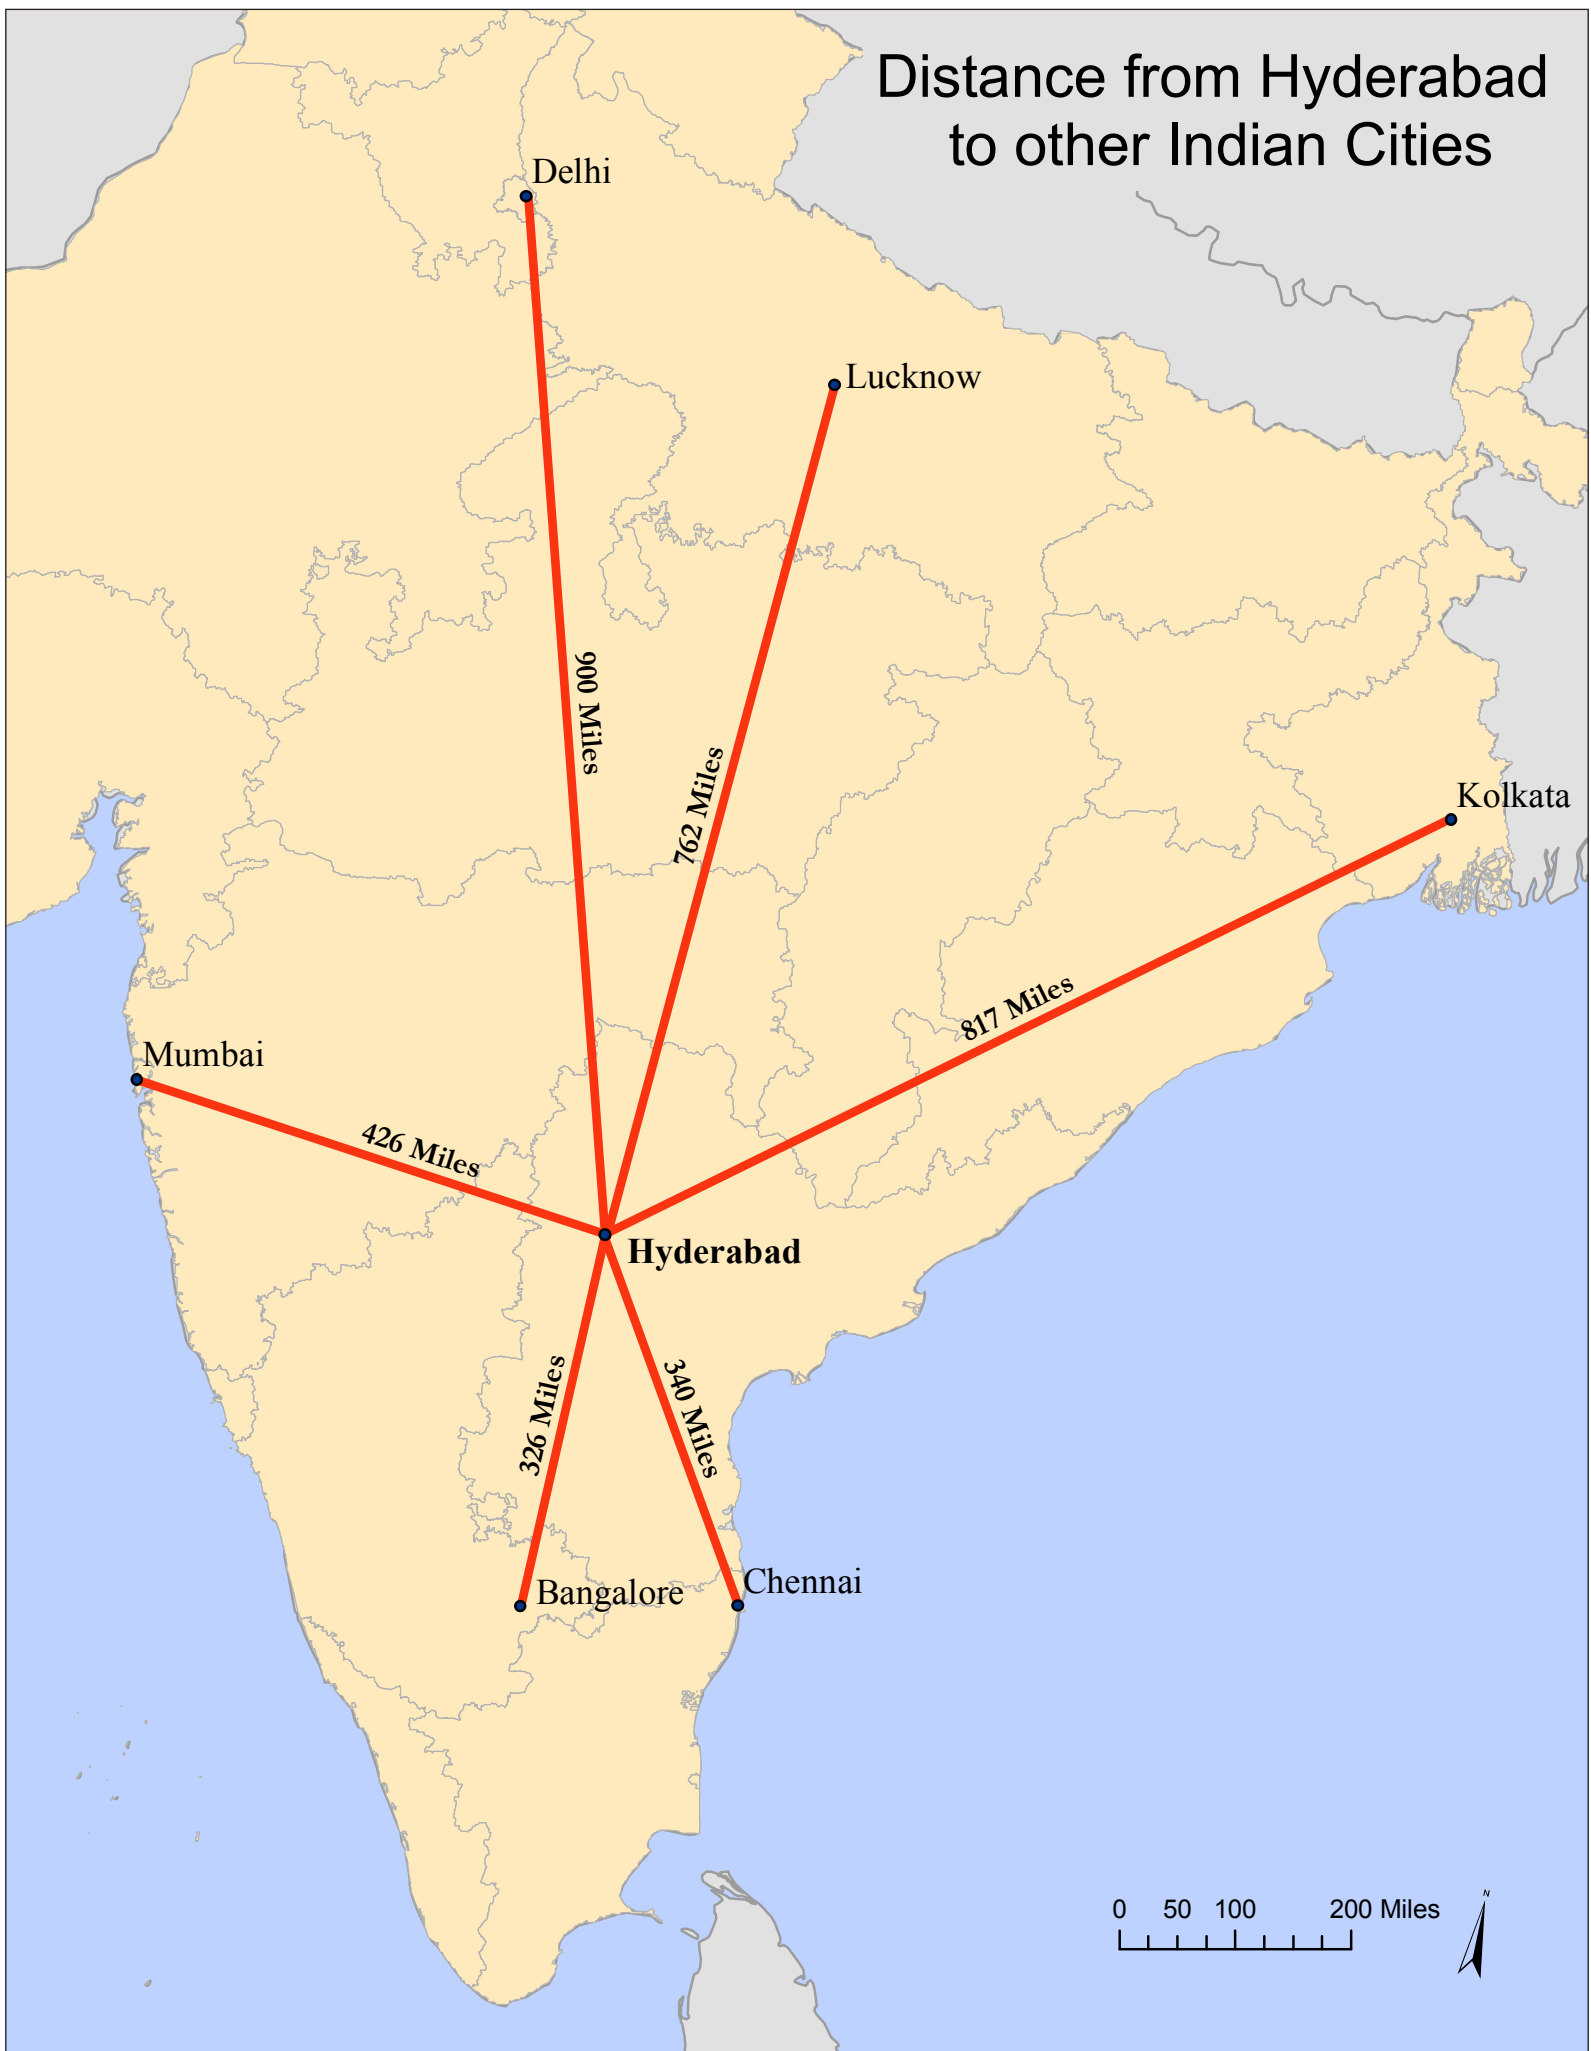 Distance from Hyderabad
to other Indian Cities
Delhi
Lucknow
900 Miles
762 Miles
Kolkata
817 Miles
Mumbai
426 Miles
Hyderabad
326 Miles
340 Miles
Bangalore
Chennai
0 50 100 200 Miles
N